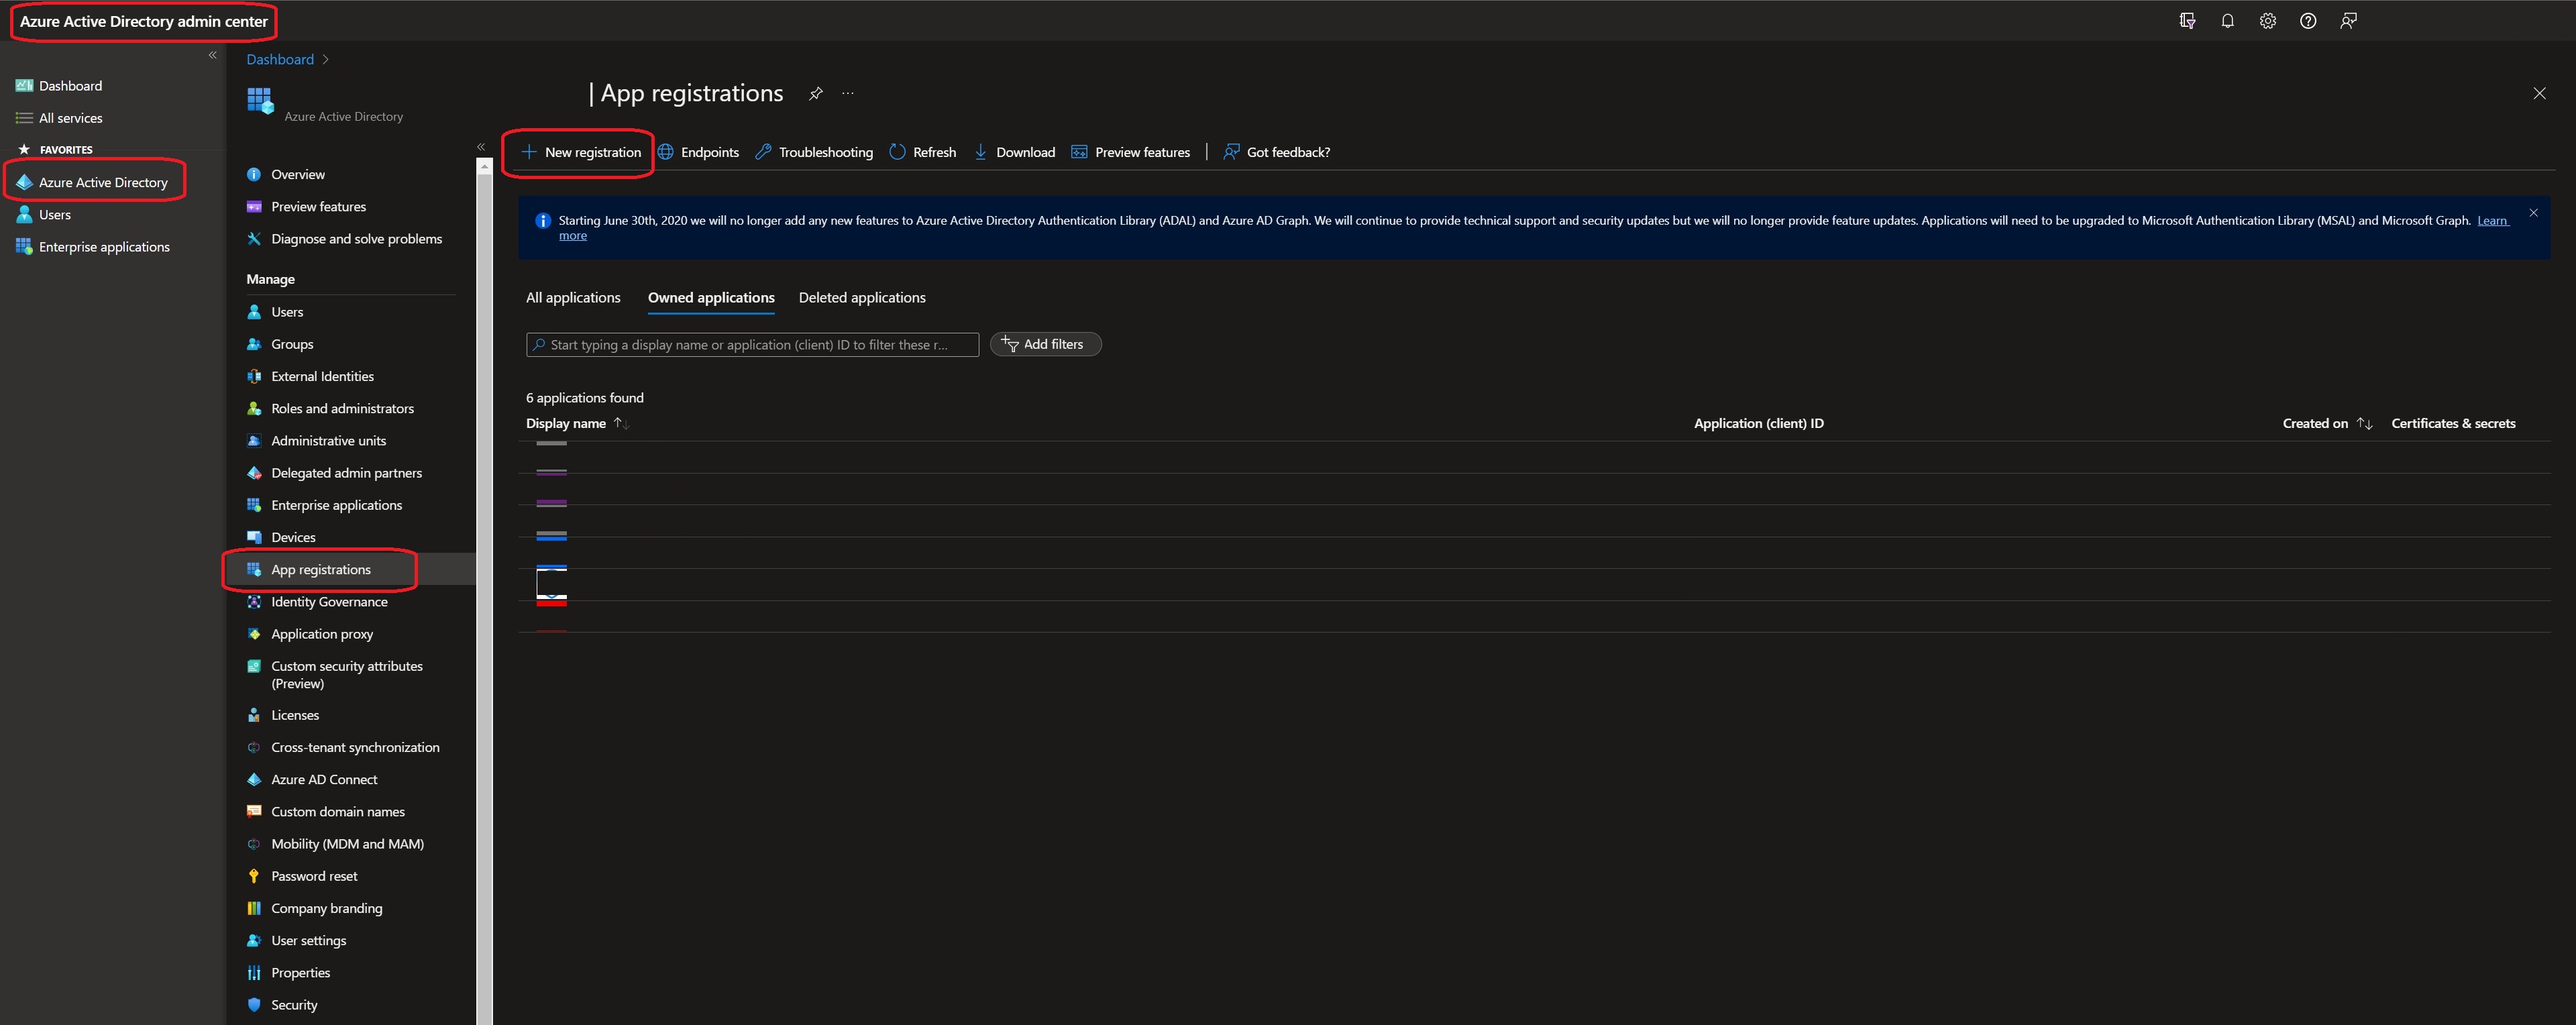 Azure Active Directory admin center
Dashboard
All services
FAVORITES
Azure Active Directory
Users
Enterprise applications
Dashboard >
| App registrations
Azure Active Directory
Overview
Preview features
Diagnose and solve problems
Manage
Users
Groups
External Identities
Roles and administrators
Administrative units
Delegated admin partners
Enterprise applications
Devices
App registrations
Identity Governance
Application proxy
Custom security attributes
(Preview)
Licenses
Cross-tenant synchronization
Azure AD Connect
Custom domain names
Mobility (MDM and MAM)
Password reset
Company branding
User settings
Properties
Security
New registration Endpoints Troubleshooting Refresh Download Preview features | Got feedback?
Starting June 30th, 2020 we will no longer add any new features to Azure Active Directory Authentication Library (ADAL) and Azure AD Graph. We will continue to provide technical support and security updates but we will no longer provide feature updates. Applications will need to be upgraded to Microsoft Authentication Library (MSAL) and Microsoft Graph. Learn
more
All applications Owned applications Deleted applications
Start typing a display name or application (client) ID to filter these r... Add filters
6 applications found
Display name Application (client) ID Created on Certificates & secrets